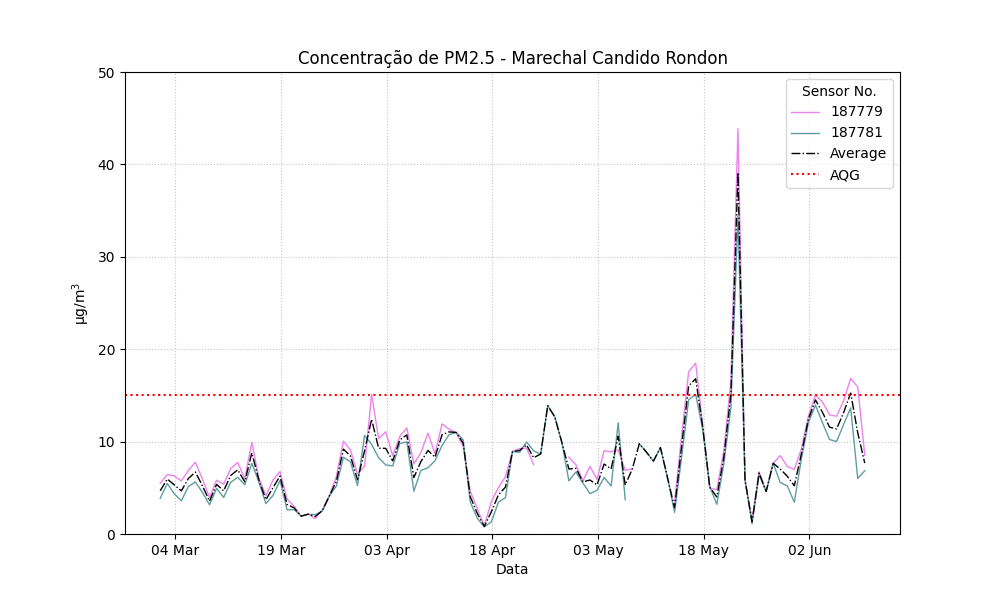 Concentração de PM2.5 - Marechal Candido Rondon
50
40
30
20
10
0
µg/m³
04 Mar
19 Mar
03 Apr
18 Apr
03 May
18 May
02 Jun
Data
Sensor No.
187779
187781
Average
AQG